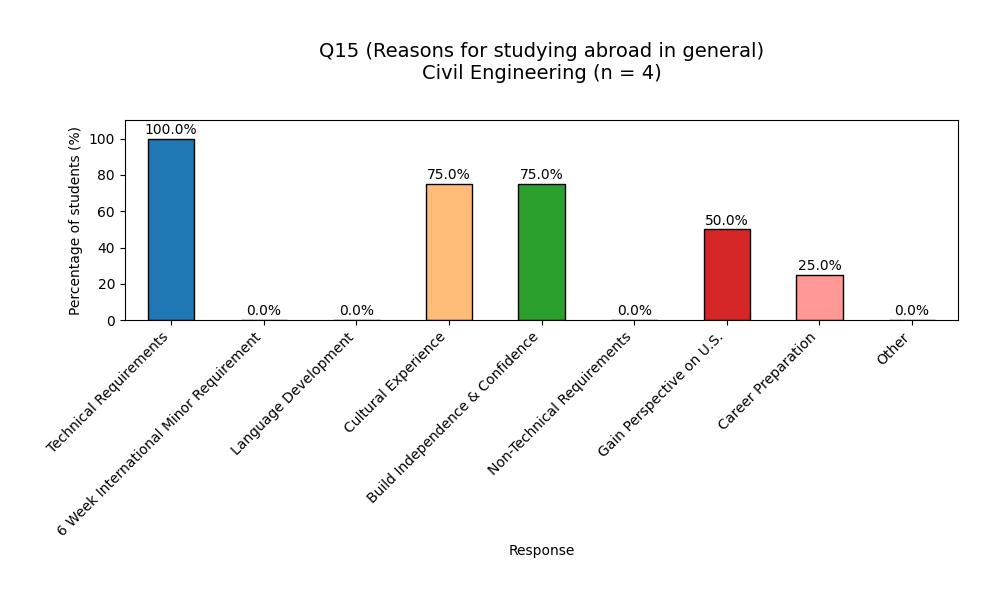 Q15 (Reasons for studying abroad in general)
Civil Engineering (n = 4)
Percentage of students (%)
100
80
60
40
20
0
100.0%
0.0%
0.0%
75.0%
75.0%
0.0%
50.0%
25.0%
0.0%
Technical Requirements
6 Week International Minor Requirement
Language Development
Cultural Experience
Build Independence & Confidence
Non-Technical Requirements
Gain Perspective on U.S.
Career Preparation
Other
Response